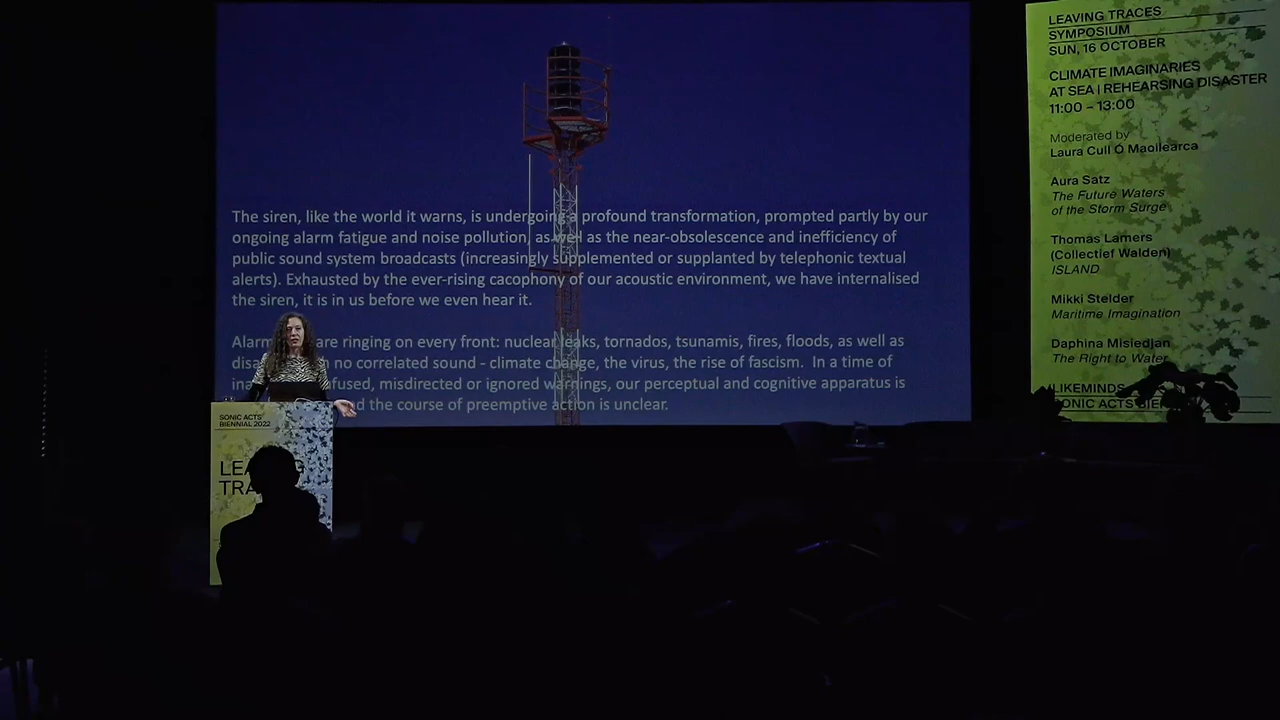 The siren, like the world it warns, is undergoing a profound transformation, prompted partly by our
ongoing alarm fatigue and noise pollution, as well as the near-obsolescence and inefficiency of
public sound system broadcasts (increasingly supplemented or supplanted by telephonic textual
alerts). Exhausted by the ever-rising cacophony of our acoustic environment, we have internalised
the siren, it is in us before we even hear it.
Alarm are ringing on every front: nuclear leaks, tornados, tsunamis, fires, floods, as well as
no correlated sound - climate change, the virus, the rise of fascism. In a time of
misdirected or ignored warnings, our perceptual and cognitive apparatus is
the course of preemptive action is unclear.
SONIC ACTS
BIENNIAL 2022
LEAVING TRACES
SYMPOSIUM
SUN, 16 OCTOBER
CLIMATE IMAGINARIES
AT SEA | REHEARSING DISASTER
11:00 – 13:00
Moderated by
Laura Cull Ó Maoilearca
Aura Satz
The Future Waters
of the Storm Surge
Thomas Lamers
(Collectief Walden)
ISLAND
Mikki Stelder
Maritime Imagination
Daphina Misiedjan
The Right to Water
LIKEMINDS
SONIC ACTS